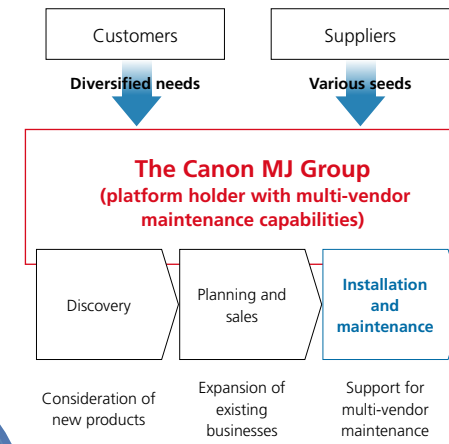 Customers
Suppliers
Diversified needs
Various seeds
The Canon MJ Group
(platform holder with multi-vendor
maintenance capabilities)
Discovery
Planning and
sales
Installation
and
maintenance
Consideration of
new products
Expansion of
existing
businesses
Support for
multi-vendor
maintenance